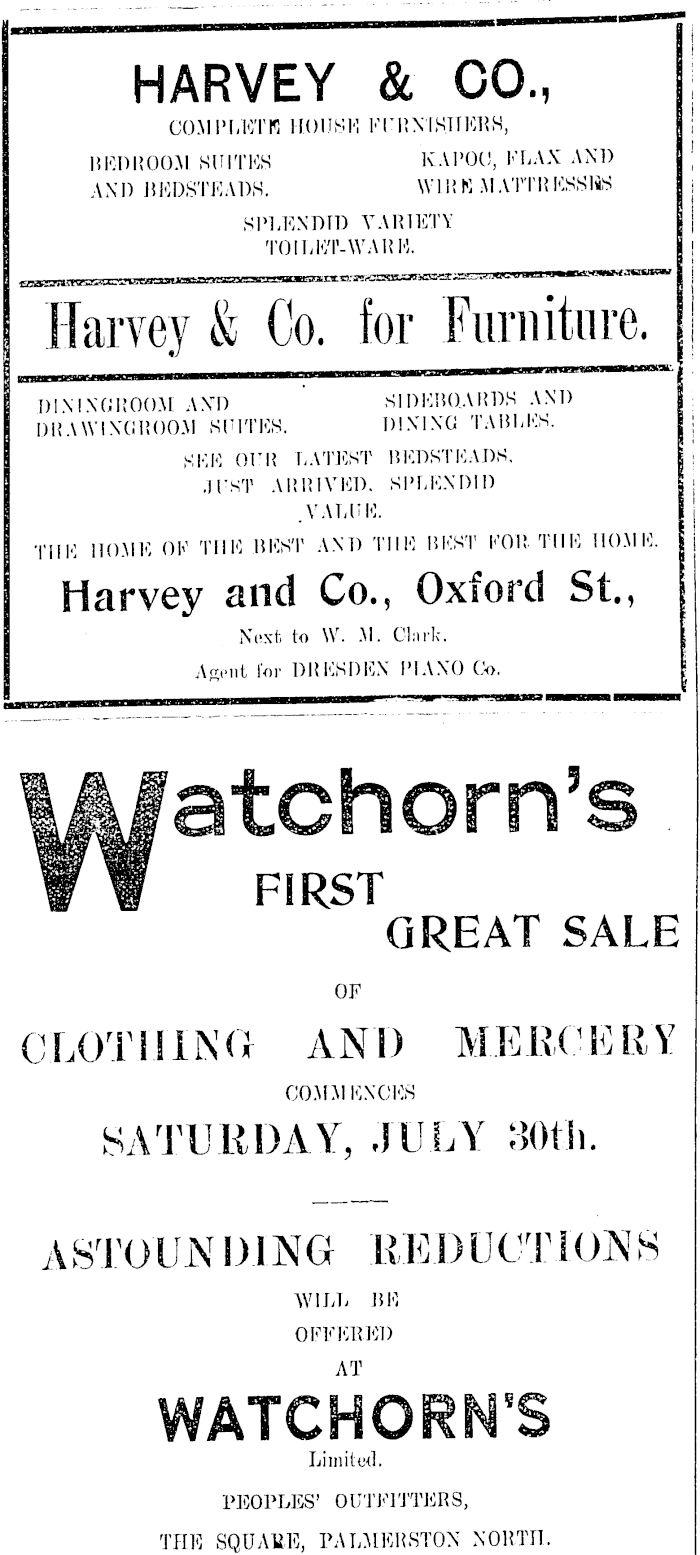 HARVEY & CO.,
COMPLETE HOUSE FURNISHERS,
BEDROOM SUITES
AND BEDSTEADS.
KAPOC, FLAX AND
WIRE MATTRESSES
SPLENDID VARIETY
TOILET-WARE.
Harvey & Co. for Furniture.
DININGROOM AND
DRAWINGROOM SUITES.
SIDEBOARDS AND
DINING TABLES.
SEE OUR LATEST BEDSTEADS.
JUST ARRIVED. SPLENDID
VALUE.
THE HOME OF THE BEST AND THE BEST FOR THE HOME.
Harvey and Co., Oxford St.,
Next to W. M. Clark.
Agent for DRESDEN PIANO Co.
Watchorn's
FIRST
GREAT SALE
OF
CLOTHING AND MERCERY
COMMENCES
SATURDAY, JULY 30th.
ASTOUNDING REDUCTIONS
WILL BE
OFFERED
AT
WATCHORN'S
Limited.
PEOPLES' OUTFITTERS,
THE SQUARE, PALMERSTON NORTH.